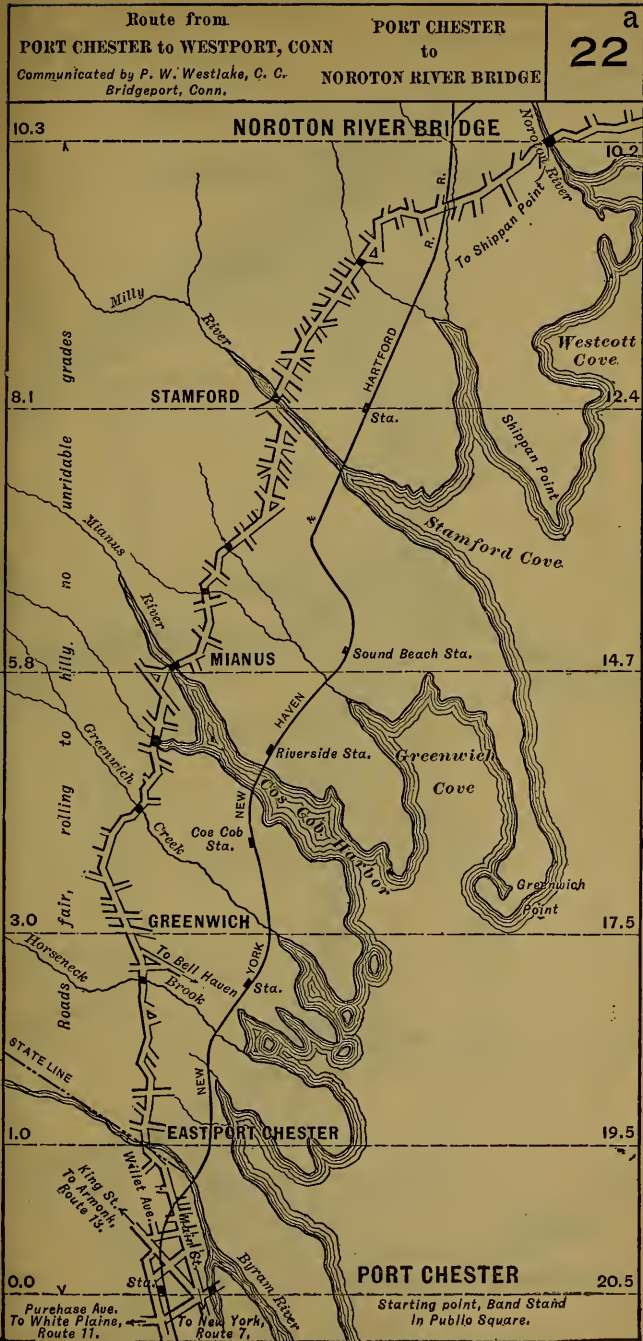 Route from
PORT CHESTER to WESTPORT, CONN
Communicated by P. W. Westlake, C. C.
Bridgeport, Conn.
PORT CHESTER
to
NOROTON RIVER BRIDGE
a
22
10.3
NOROTON RIVER BRIDGE
10.2
Noroton River
R. R.
To Shippan Point
Milly River
HARTFORD
Westcott
Cove
8.1
STAMFORD
12.4
Sta.
Shippan Point
Stamford Cove
&
Mianus River
Roads fair, rolling to hilly. no unridable grades
5.8
MIANUS
14.7
Sound Beach Sta.
HAVEN
Riverside Sta.
Greenwich
Cove
NEW
Cos Cob Harbor
Greenwich Creek
Coe Cob
Sta.
Greenwich
Point
3.0
GREENWICH
17.5
Horseneck Brook
To Bell Haven
YORK
Sta.
STATE LINE
NEW
1.0
EAST PORT CHESTER
19.5
King St.
To Armonk,
Route 13.
Willet Ave.
Main St.
Byram River
Sta.
0.0
PORT CHESTER
20.5
Starting point, Band Stand
In Public Square.
Purchase Ave.
To White Plaine,
Route 11.
To New York,
Route 7.